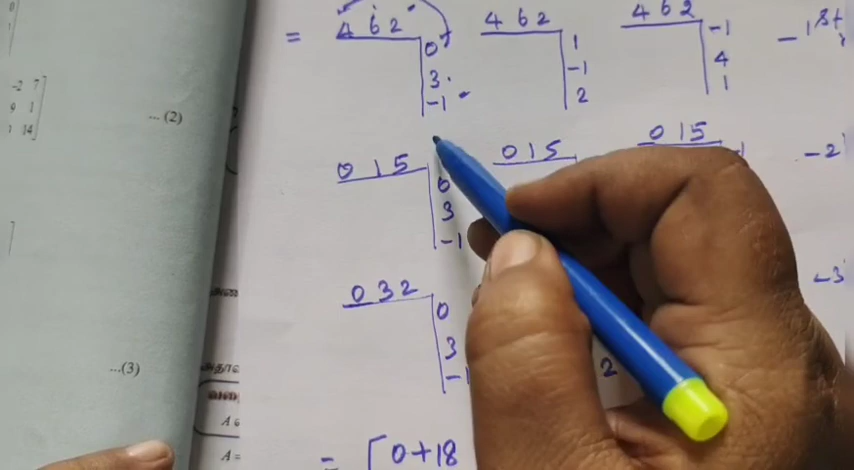 = 4 6 2 4 6 2 4 6 2
0 1 -1 - 1st
3 -1 4
-1 2 1
-2 7
9 1
14
... (2)
0 1 5 0 1 5 0 1 5
0 -2
3
-1
0 3 2
0 -3
3
-1 2
... (3)
A
A =
= [ 0 + 18